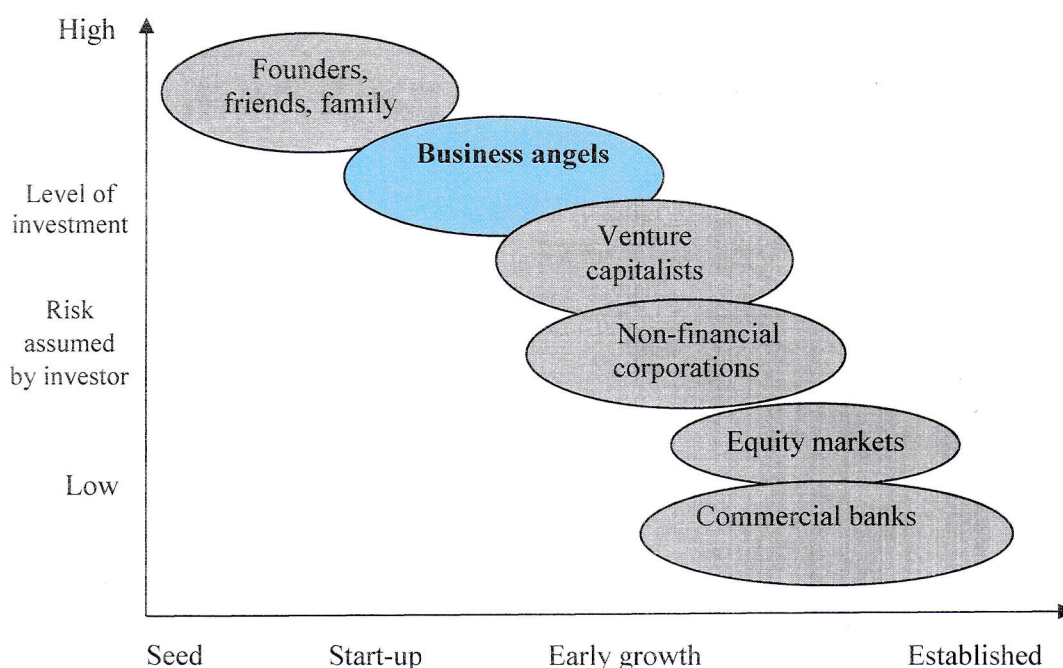 High
Founders,
friends, family
Business angels
Level of
investment
Venture
capitalists
Risk
assumed
by investor
Non-financial
corporations
Equity markets
Low
Commercial banks
Seed
Start-up
Early growth
Established